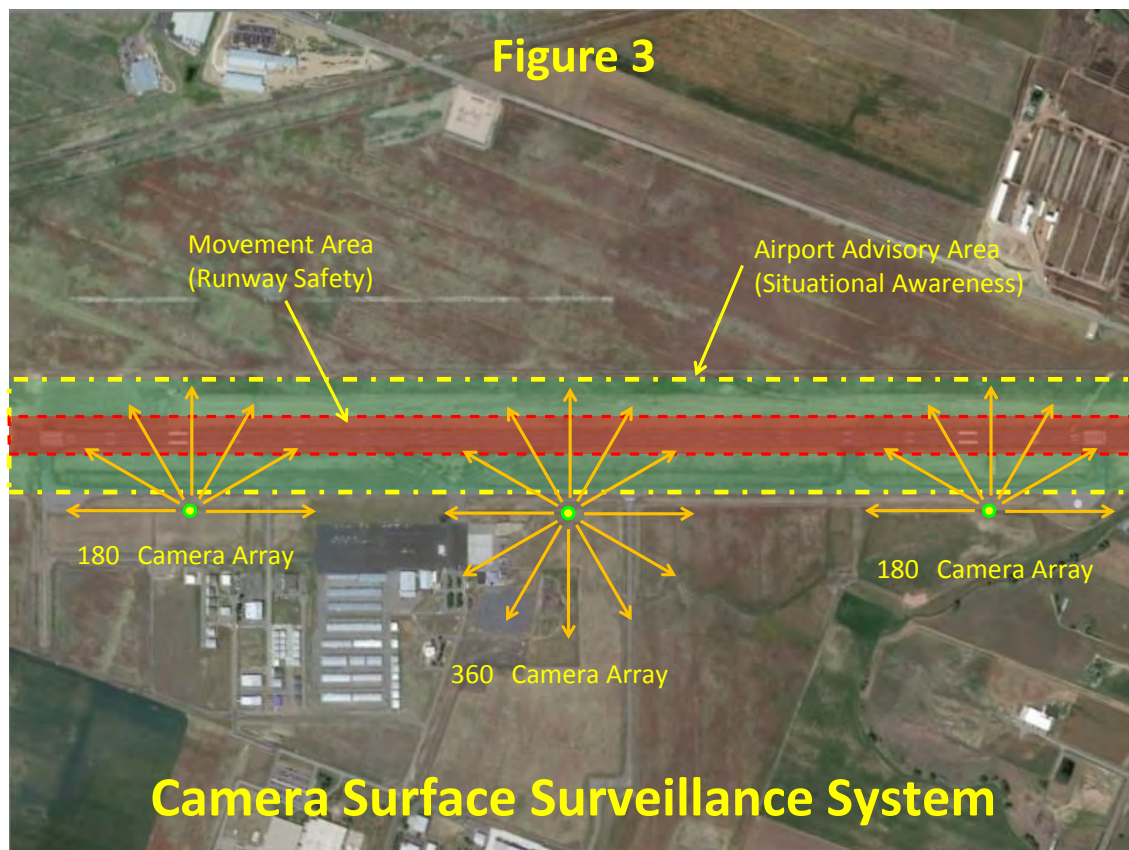 Figure 3
Movement Area
(Runway Safety)
Airport Advisory Area
(Situational Awareness)
180 Camera Array
180 Camera Array
360 Camera Array
Camera Surface Surveillance System